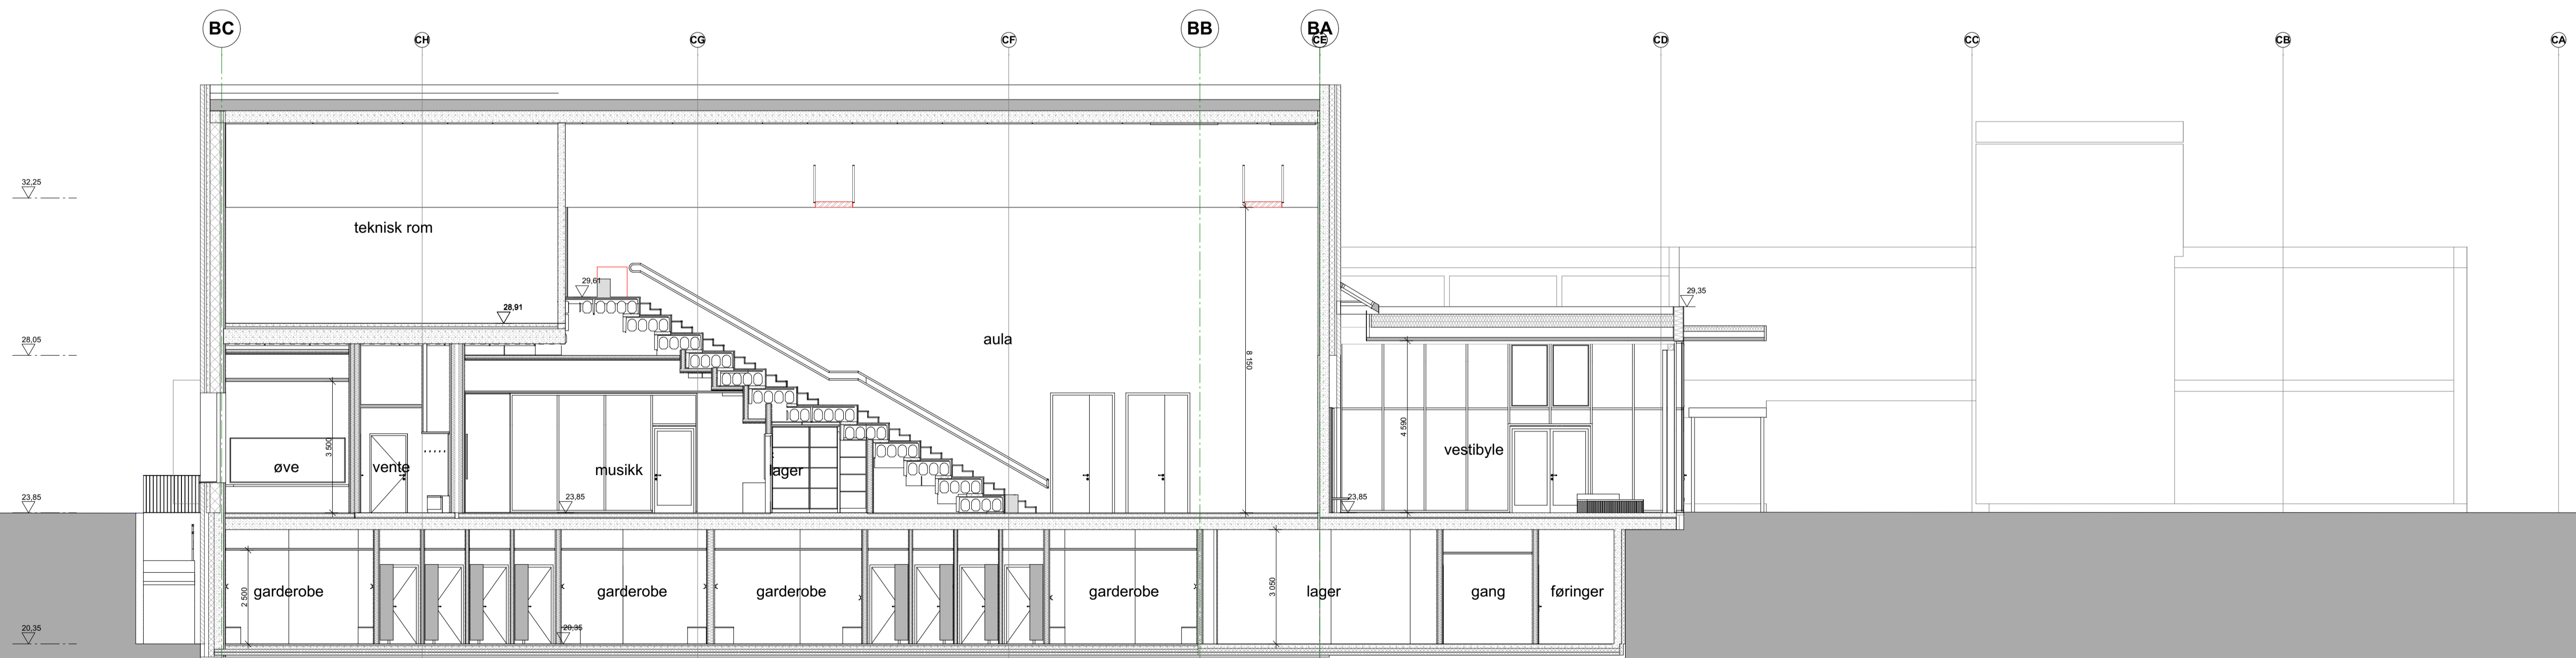 BC
BB
BA
CH
CG
CF
CE
CD
CC
CB
CA
32,25
teknisk rom
29,61
29,35
28,91
28,05
aula
8 150
3 500
4 590
øve
vente
musikk
lager
vestibyle
23,85
23,85
23,85
garderobe
garderobe
garderobe
garderobe
lager
gang
føringer
2 500
3 050
20,35
20,35